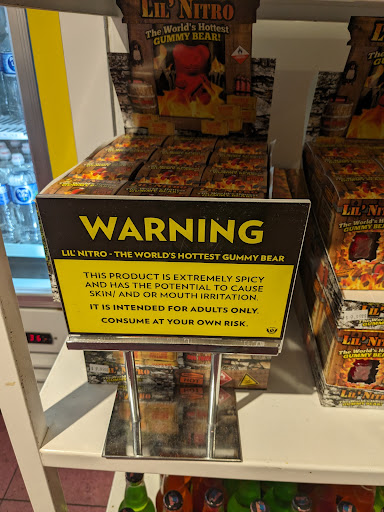 LIL' NITRO
The World's Hottest
GUMMY BEAR!
WARNING
LIL' NITRO - THE WORLD'S HOTTEST GUMMY BEAR
THIS PRODUCT IS EXTREMELY SPICY
AND HAS THE POTENTIAL TO CAUSE
SKIN/ AND OR MOUTH IRRITATION.
IT IS INTENDED FOR ADULTS ONLY.
CONSUME AT YOUR OWN RISK.
LIL' NITRO
The World's Hottest
GUMMY BEAR!